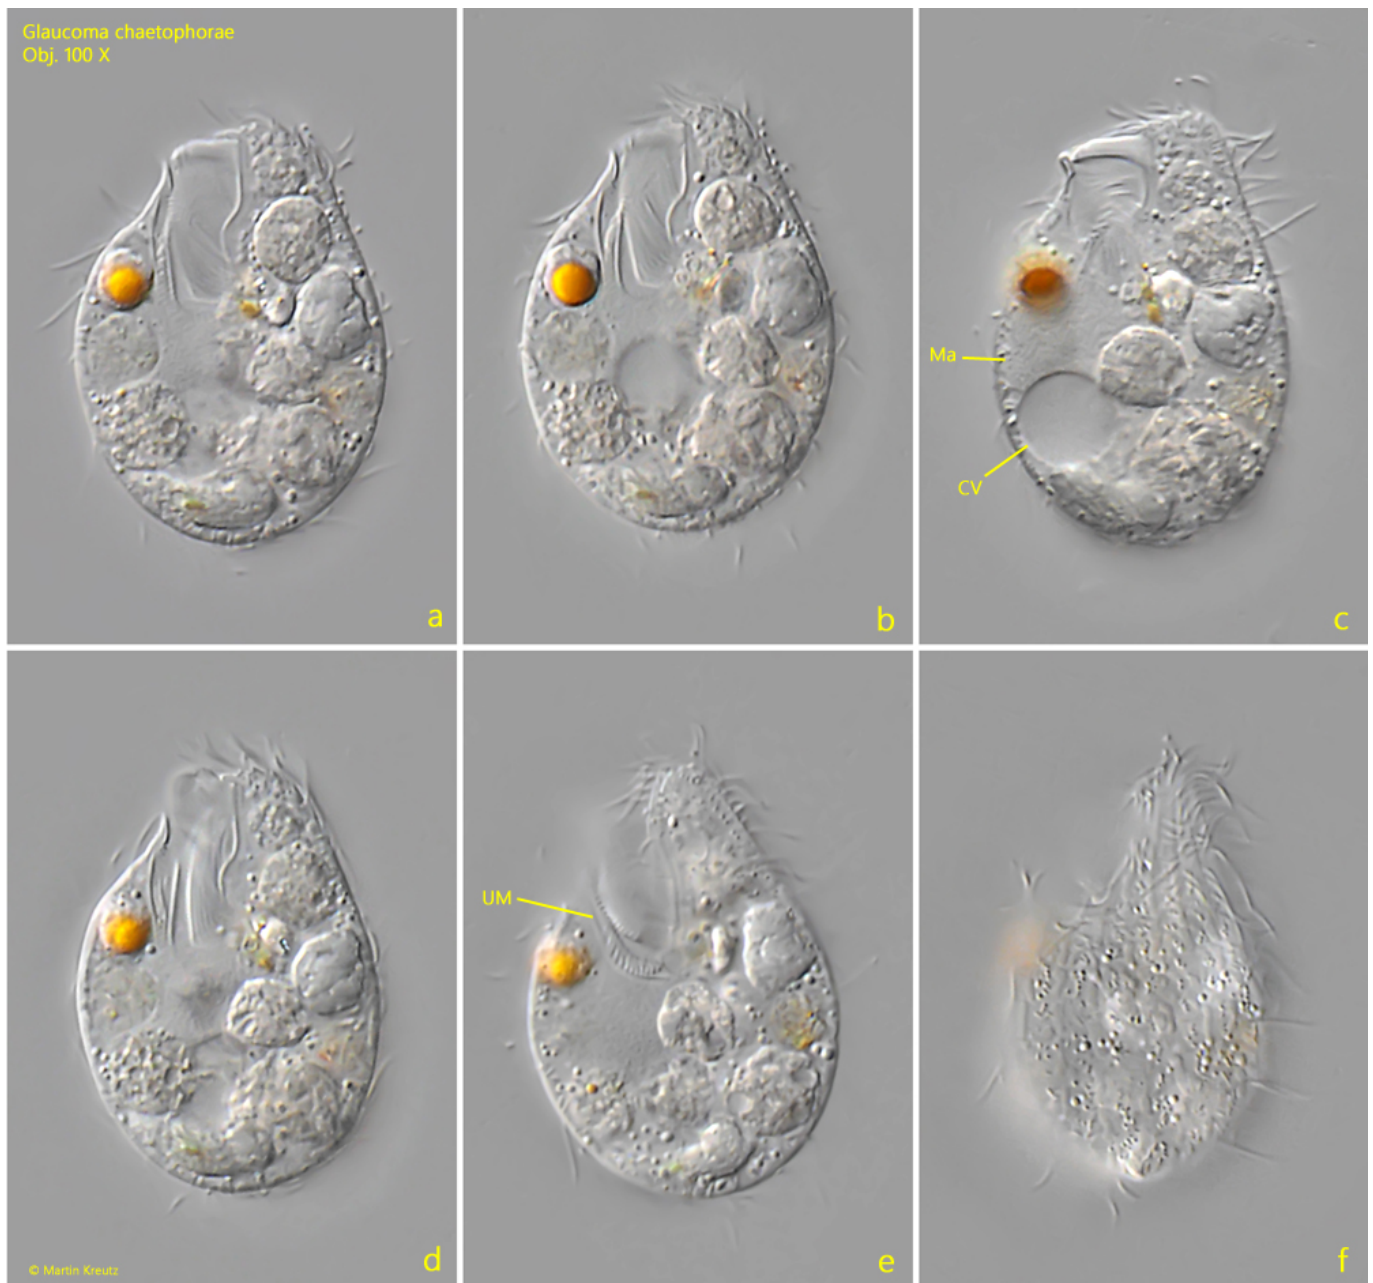 Glaucoma chaetophorae
Obj. 100 X
a
b
Ma
CV
c
UM
© Martin Kreutz
d
e
f